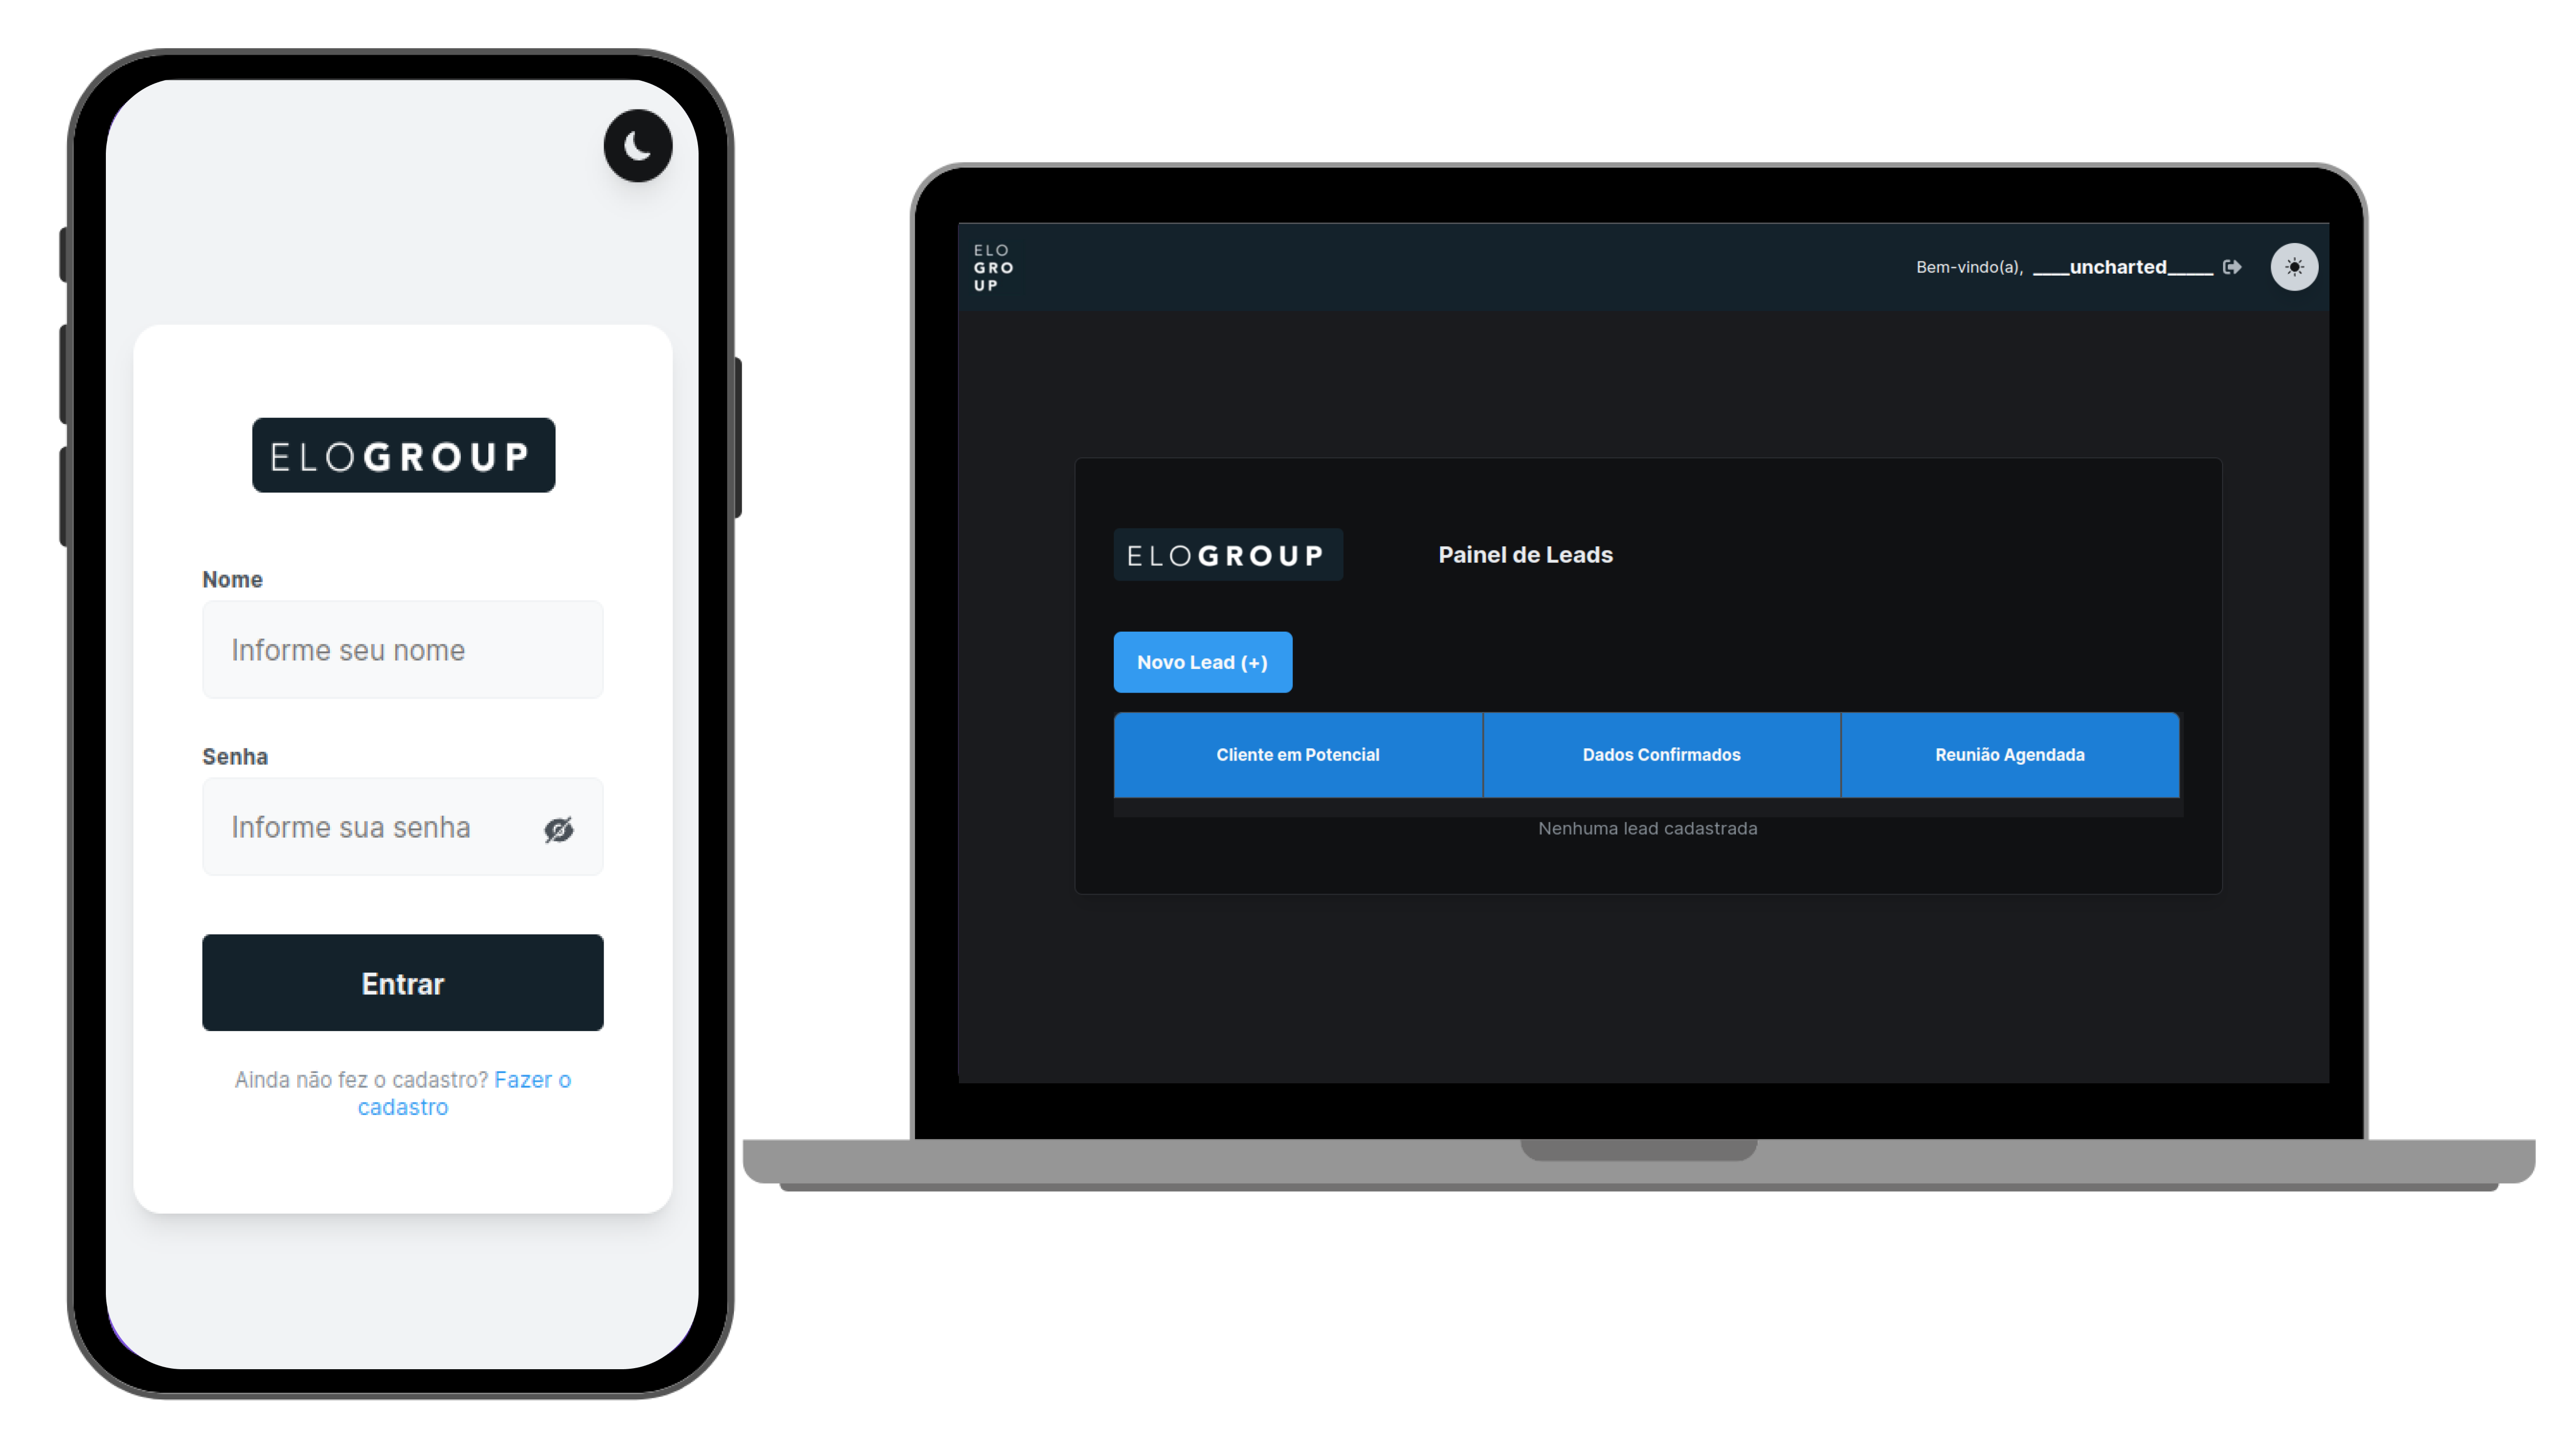 ELOGROUP
Nome
Informe seu nome
Senha
Informe sua senha
Entrar
Ainda não fez o cadastro? Fazer o
cadastro
ELO
GRO
UP
Bem-vindo(a), ____uncharted_____
ELOGROUP
Painel de Leads
Novo Lead (+)
Cliente em Potencial
Dados Confirmados
Reunião Agendada
Nenhuma lead cadastrada